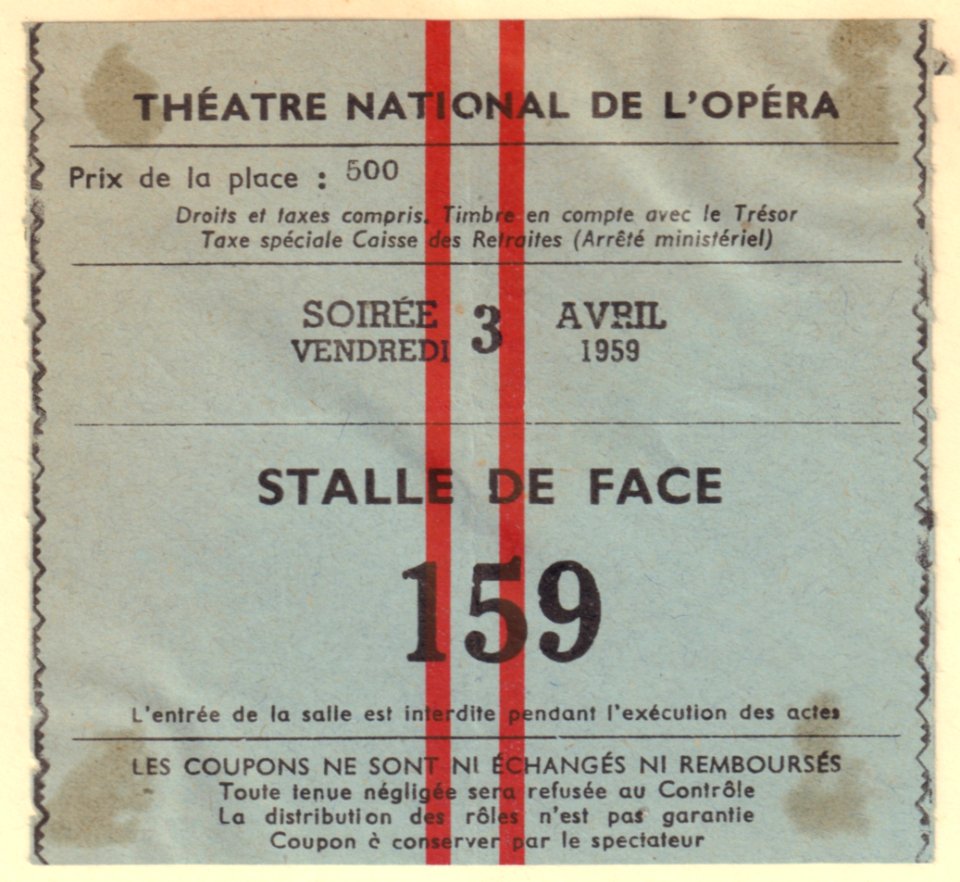 THÉATRE NATIONAL DE L'OPÉRA
Prix de la place : 500
Droits et taxes compris. Timbre en compte avec le Trésor
Taxe spéciale Caisse des Retraites (Arrêté ministériel)
SOIRÉE 3 AVRIL
VENDREDI 1959
STALLE DE FACE
159
L'entrée de la salle est interdite pendant l'exécution des actes
LES COUPONS NE SONT NI ÉCHANGÉS NI REMBOURSÉS
Toute tenue négligée sera refusée au Contrôle
La distribution des rôles n'est pas garantie
Coupon à conserver par le spectateur